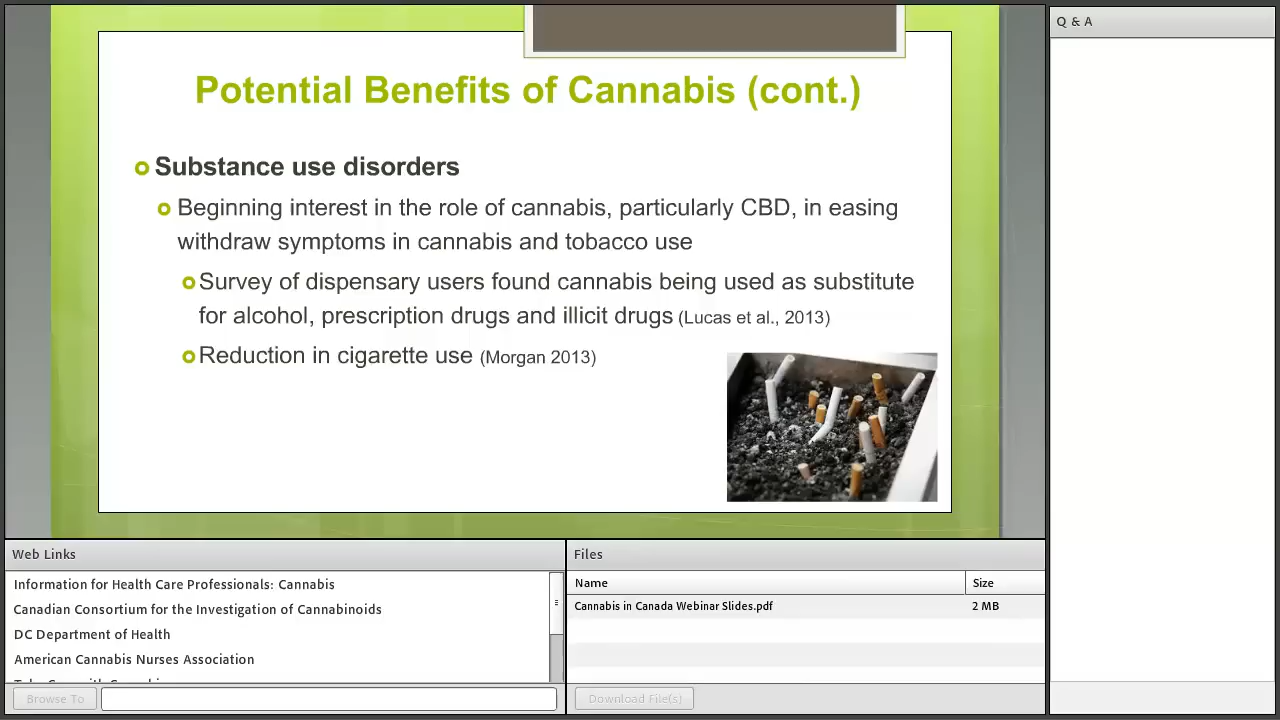 Potential Benefits of Cannabis (cont.)
Substance use disorders
Beginning interest in the role of cannabis, particularly CBD, in easing
withdraw symptoms in cannabis and tobacco use
Survey of dispensary users found cannabis being used as substitute
for alcohol, prescription drugs and illicit drugs (Lucas et al., 2013)
Reduction in cigarette use (Morgan 2013)
Q & A
Web Links
Information for Health Care Professionals: Cannabis
Canadian Consortium for the Investigation of Cannabinoids
DC Department of Health
American Cannabis Nurses Association
Browse To
Files
Name Size
Cannabis in Canada Webinar Slides.pdf 2 MB
Download File(s)